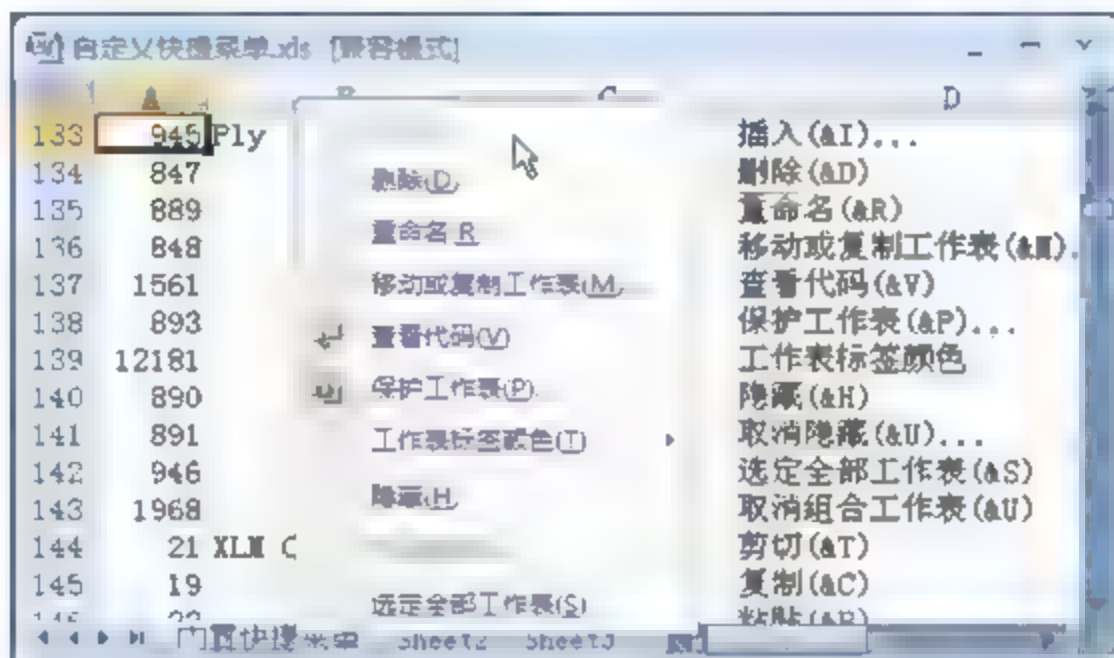 自定义快捷菜单.xls [兼容模式]
A D
133 945 Ply 插入(&I)...
134 847 删除(D) 删除(&D)
135 889 重命名(R) 重命名(&R)
136 848 移动或复制工作表(&M).
137 1561 移动或复制工作表(M) 查看代码(&V)
138 893 查看代码(V) 保护工作表(&P)...
139 12181 工作表标签颜色
140 890 保护工作表(P) 隐藏(&H)
141 891 工作表标签颜色(T) 取消隐藏(&U)...
142 946 选定全部工作表(&S)
143 1968 隐藏(H) 取消组合工作表(&U)
144 21 XLM C 剪切(&T)
145 19 选定全部工作表(S) 复制(&C)
内置快捷菜单 Sheet2 Sheet3